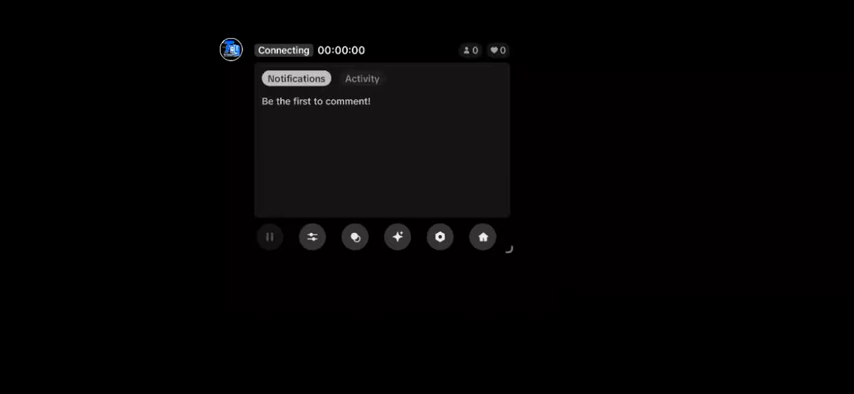 Connecting 00:00:00 0 0
Notifications Activity
Be the first to comment!